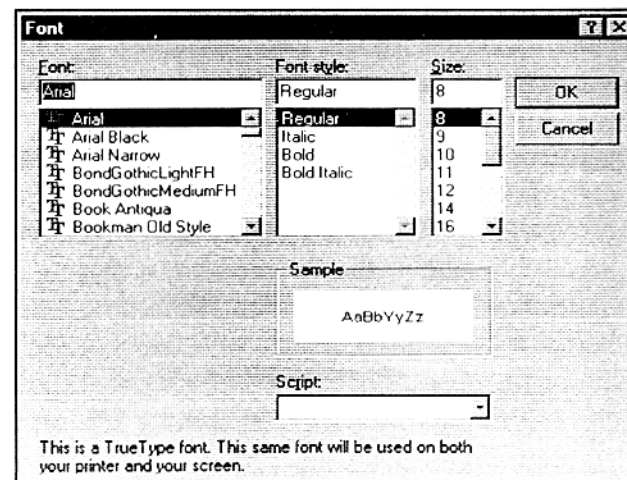 Font
Font: Font style: Size:
Arial Regular 8 OK
Arial Regular 8 Cancel
Arial Black Italic 9
Arial Narrow Bold 10
BondGothicLightFH Bold Italic 11
BondGothicMediumFH 12
Book Antiqua 14
Bookman Old Style 16
Sample
AaBbYyZz
Script:
This is a TrueType font. This same font will be used on both
your printer and your screen.